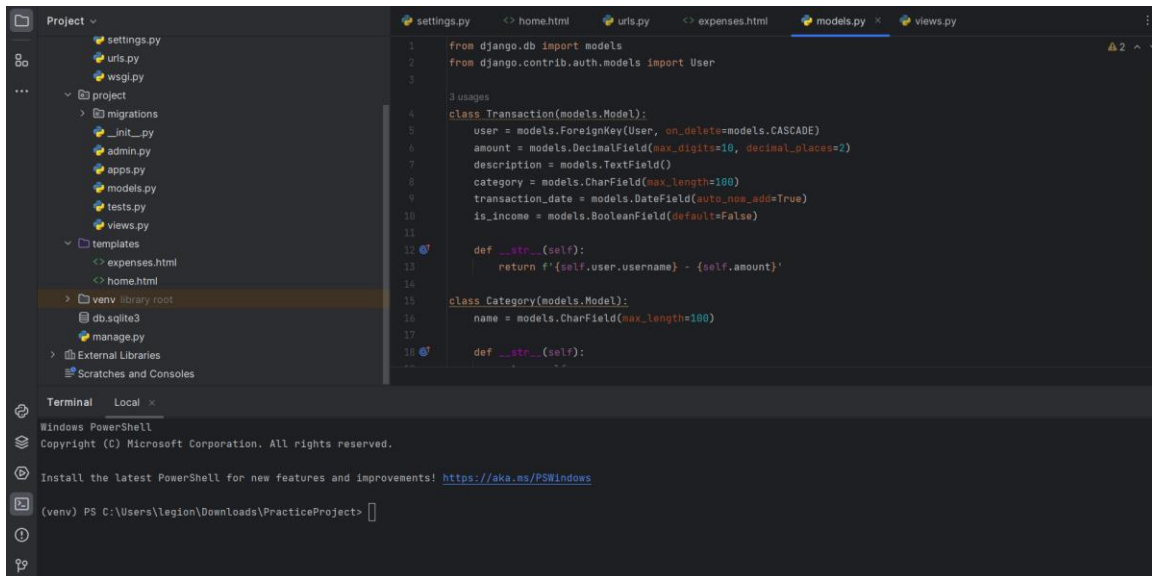 Project
settings.py
urls.py
wsgi.py
project
migrations
__init__.py
admin.py
apps.py
models.py
tests.py
views.py
templates
expenses.html
home.html
venv library root
db.sqlite3
manage.py
External Libraries
Scratches and Consoles
settings.py <> home.html urls.py <> expenses.html models.py × views.py
2
1 from django.db import models
2 from django.contrib.auth.models import User
3
3 usages
4 class Transaction(models.Model):
5 user = models.ForeignKey(User, on_delete=models.CASCADE)
6 amount = models.DecimalField(max_digits=10, decimal_places=2)
7 description = models.TextField()
8 category = models.CharField(max_length=100)
9 transaction_date = models.DateField(auto_now_add=True)
10 is_income = models.BooleanField(default=False)
11
12 def __str__(self):
13 return f'{self.user.username} - {self.amount}'
14
15 class Category(models.Model):
16 name = models.CharField(max_length=100)
17
18 def __str__(self):
Terminal Local ×
Windows PowerShell
Copyright (C) Microsoft Corporation. All rights reserved.
Install the latest PowerShell for new features and improvements! https://aka.ms/PSWindows
(venv) PS C:\Users\legion\Downloads\PracticeProject>